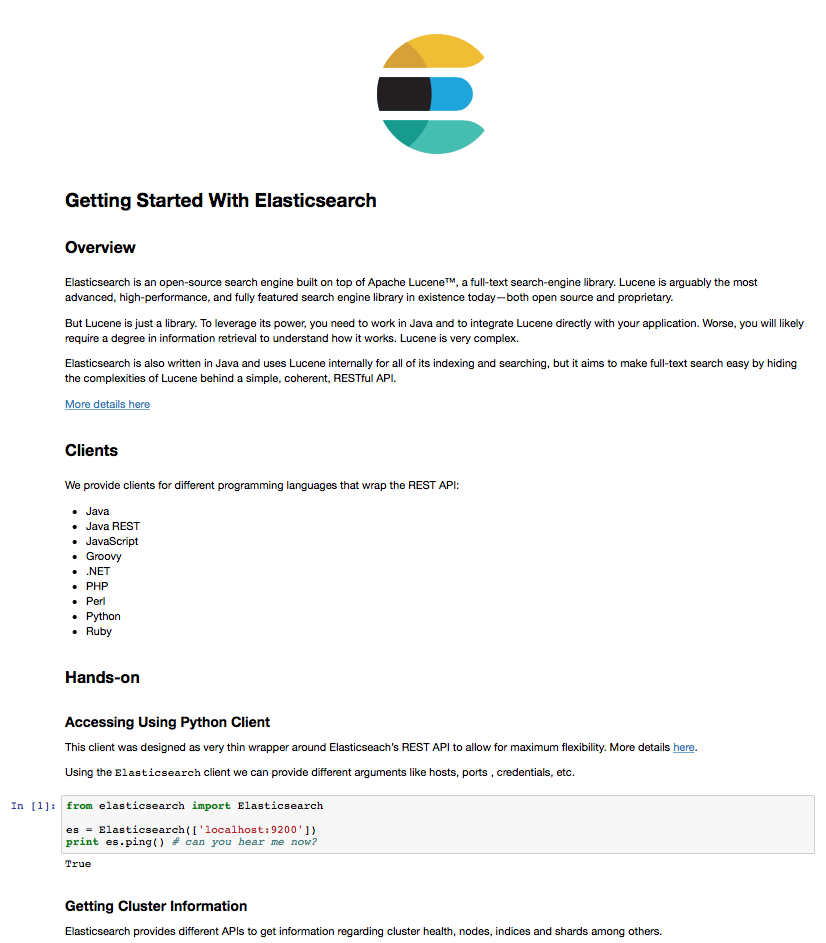 Getting Started With Elasticsearch
Overview
Elasticsearch is an open-source search engine built on top of Apache Lucene™, a full-text search-engine library. Lucene is arguably the most
advanced, high-performance, and fully featured search engine library in existence today—both open source and proprietary.
But Lucene is just a library. To leverage its power, you need to work in Java and to integrate Lucene directly with your application. Worse, you will likely
require a degree in information retrieval to understand how it works. Lucene is very complex.
Elasticsearch is also written in Java and uses Lucene internally for all of its indexing and searching, but it aims to make full-text search easy by hiding
the complexities of Lucene behind a simple, coherent, RESTful API.
More details here
Clients
We provide clients for different programming languages that wrap the REST API:
• Java
• Java REST
• JavaScript
• Groovy
• .NET
• PHP
• Perl
• Python
• Ruby
Hands-on
Accessing Using Python Client
This client was designed as very thin wrapper around Elasticseach's REST API to allow for maximum flexibility. More details here.
Using the Elasticsearch client we can provide different arguments like hosts, ports , credentials, etc.
In [1]: from elasticsearch import Elasticsearch
es = Elasticsearch(['localhost:9200'])
print es.ping() # can you hear me now?
True
Getting Cluster Information
Elasticsearch provides different APIs to get information regarding cluster health, nodes, indices and shards among others.